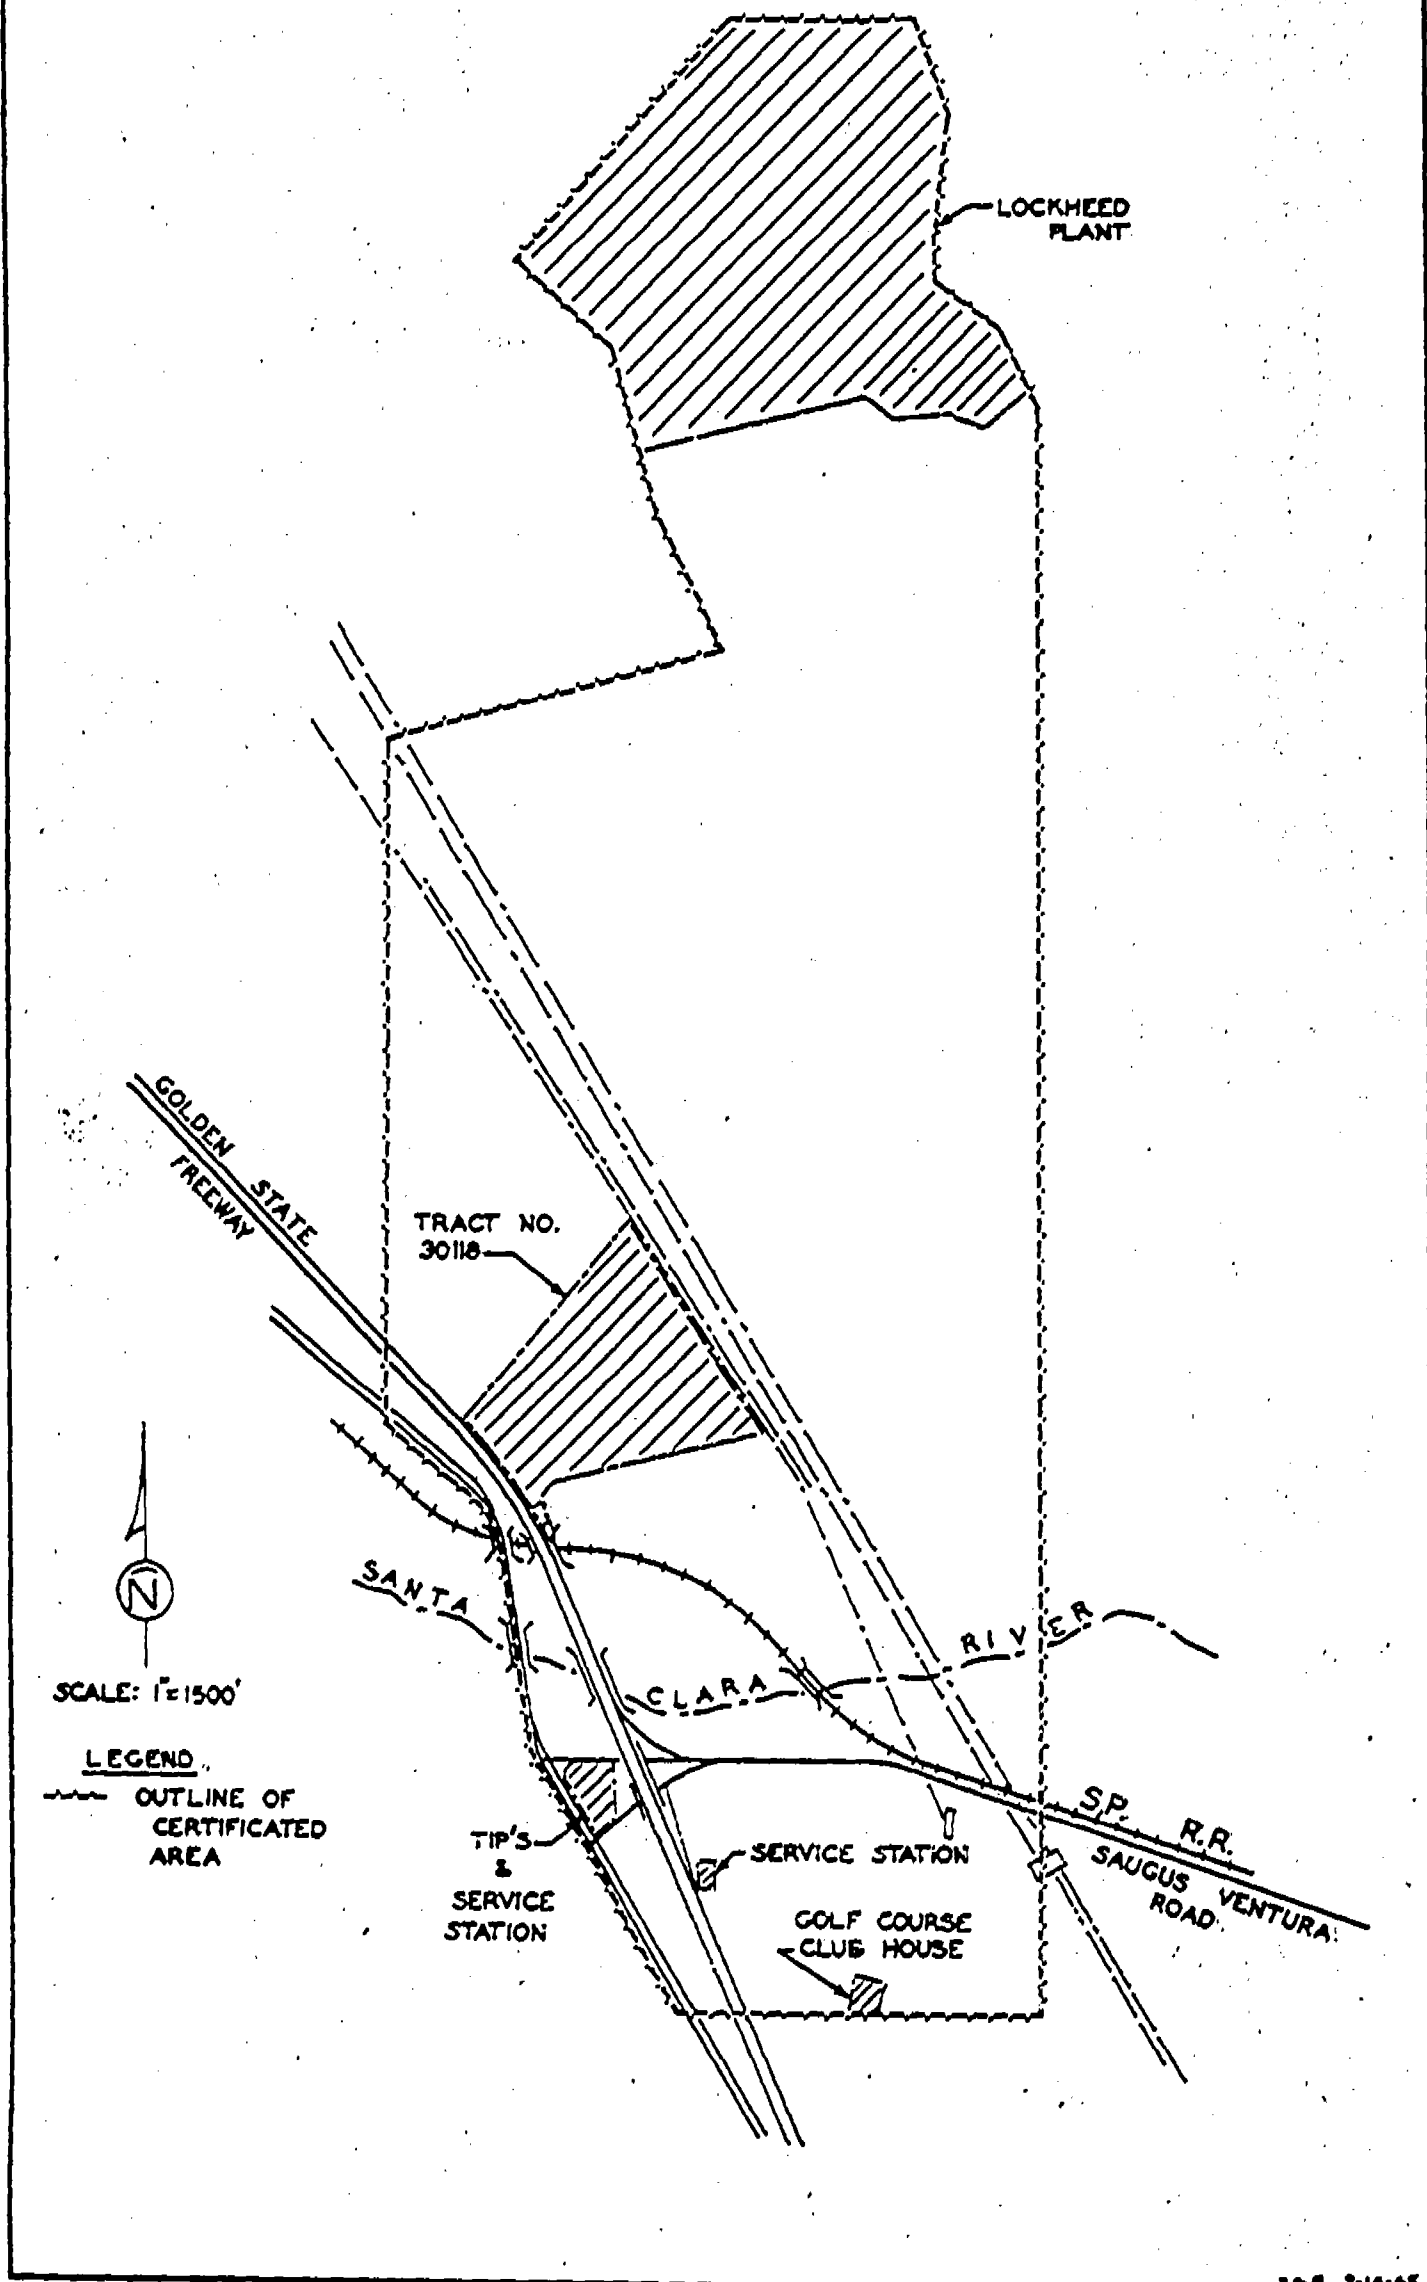 LOCKHEED
PLANT
GOLDEN STATE
FREEWAY
TRACT NO.
30118
N
SCALE: 1"=1500'
LEGEND
OUTLINE OF
CERTIFICATED
AREA
SANTA CLARA RIVER
TIP'S
&
SERVICE
STATION
SERVICE STATION
GOLF COURSE
CLUB HOUSE
S.P. R.R.
SAUGUS VENTURA
ROAD